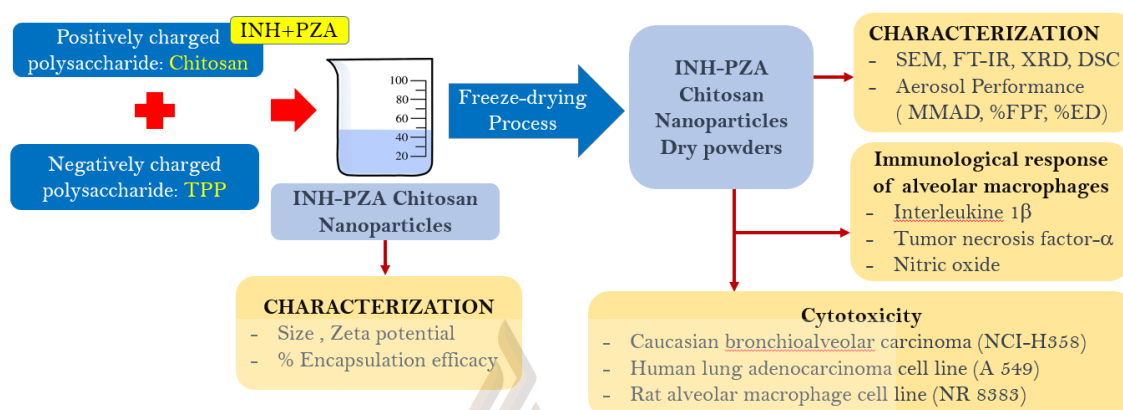 Positively charged
polysaccharide: Chitosan
INH+PZA
Negatively charged
polysaccharide: TPP
100
80
60
40
20
INH-PZA Chitosan
Nanoparticles
CHARACTERIZATION
- Size , Zeta potential
- % Encapsulation efficacy
Freeze-drying
Process
INH-PZA
Chitosan
Nanoparticles
Dry powders
CHARACTERIZATION
- SEM, FT-IR, XRD, DSC
- Aerosol Performance
( MMAD, %FPF, %ED)
Immunological response
of alveolar macrophages
- Interleukine 1β
- Tumor necrosis factor-α
- Nitric oxide
Cytotoxicity
- Caucasian bronchioalveolar carcinoma (NCI-H358)
- Human lung adenocarcinoma cell line (A 549)
- Rat alveolar macrophage cell line (NR 8383)